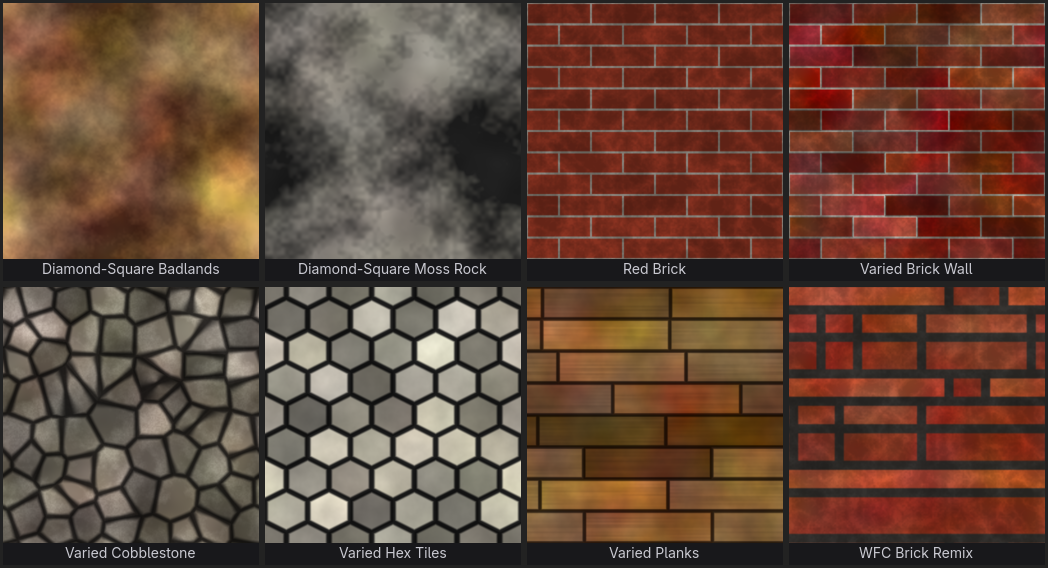 Diamond-Square Badlands
Diamond-Square Moss Rock
Red Brick
Varied Brick Wall
Varied Cobblestone
Varied Hex Tiles
Varied Planks
WFC Brick Remix